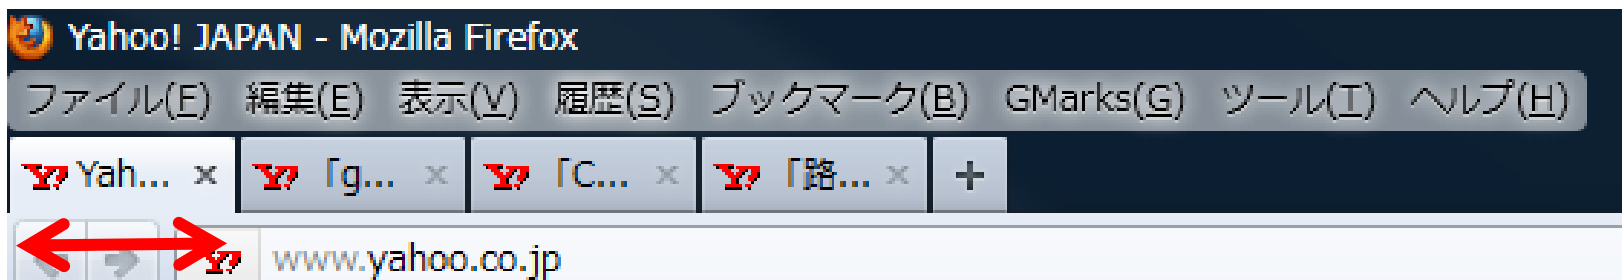 Yahoo! JAPAN - Mozilla Firefox
ファイル(F) 編集(E) 表示(V) 履歴(S) ブックマーク(B) GMarks(G) ツール(T) ヘルプ(H)
Y? Yah... × Y? 「g... × Y? 「C... × Y? 「路... × +
Y? www.yahoo.co.jp